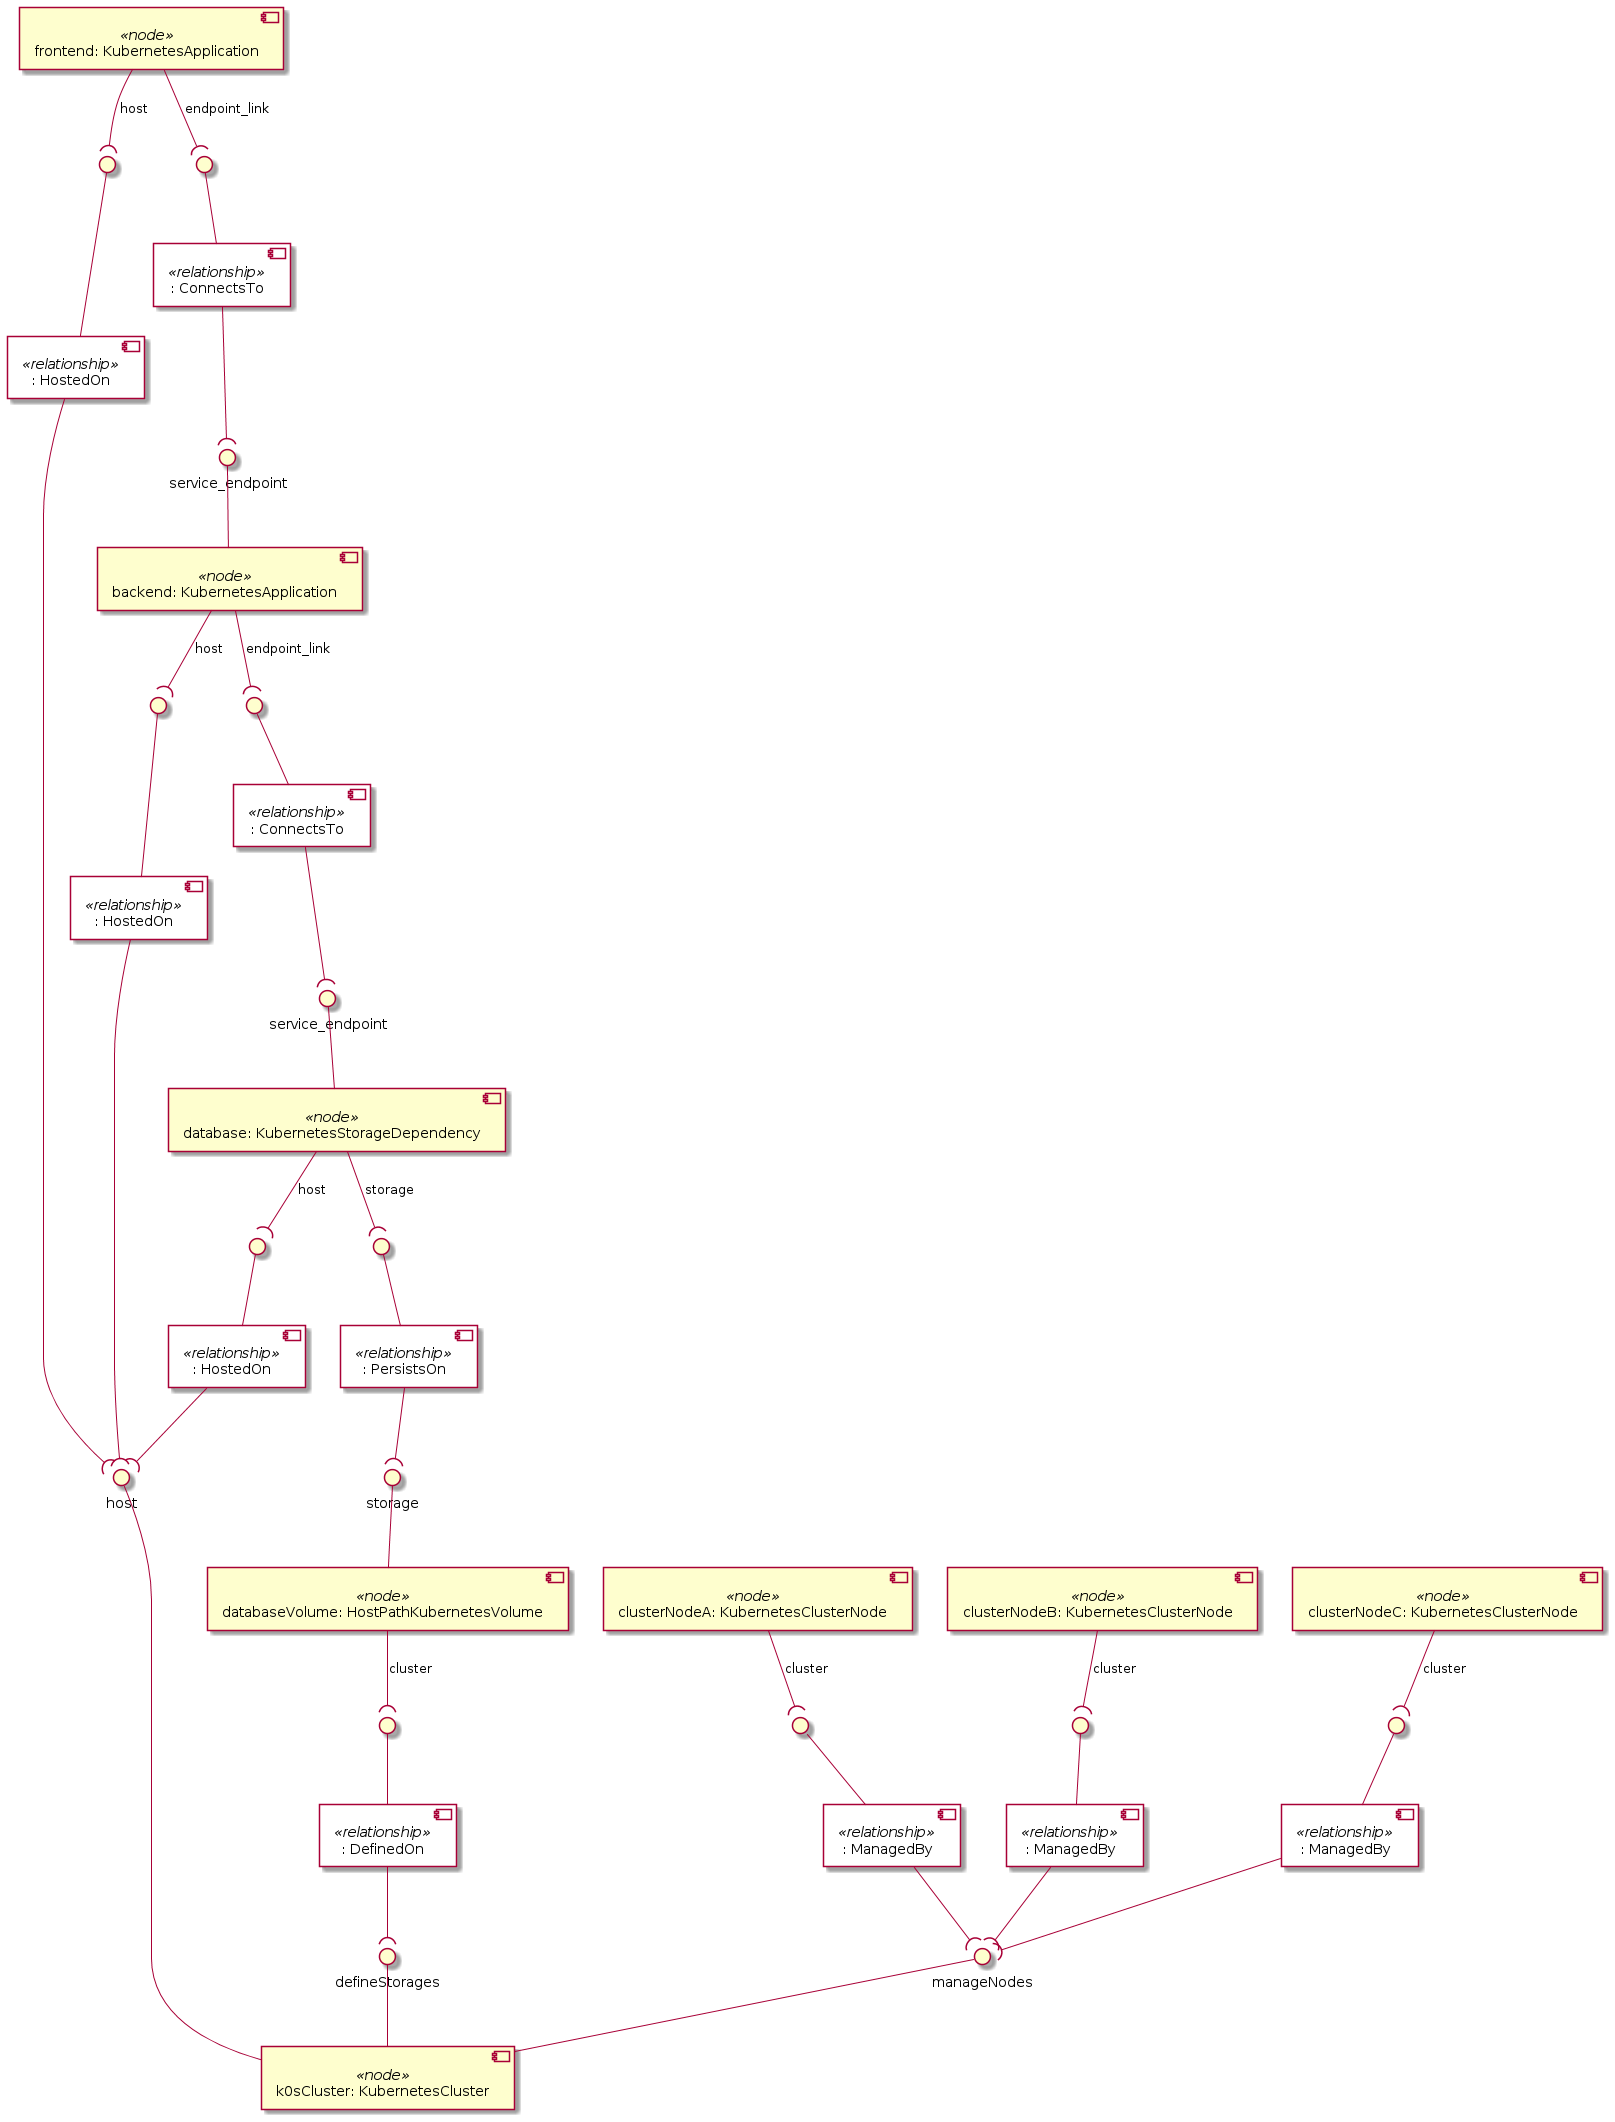 «node»
frontend: KubernetesApplication
host
endpoint_link
«relationship»
: ConnectsTo
«relationship»
: HostedOn
service_endpoint
«node»
backend: KubernetesApplication
host
endpoint_link
«relationship»
: ConnectsTo
«relationship»
: HostedOn
service_endpoint
«node»
database: KubernetesStorageDependency
host
storage
«relationship»
: HostedOn
«relationship»
: PersistsOn
host
storage
«node»
databaseVolume: HostPathKubernetesVolume
«node»
clusterNodeA: KubernetesClusterNode
«node»
clusterNodeB: KubernetesClusterNode
«node»
clusterNodeC: KubernetesClusterNode
cluster
cluster
cluster
cluster
«relationship»
: DefinedOn
«relationship»
: ManagedBy
«relationship»
: ManagedBy
«relationship»
: ManagedBy
defineStorages
manageNodes
«node»
k0sCluster: KubernetesCluster